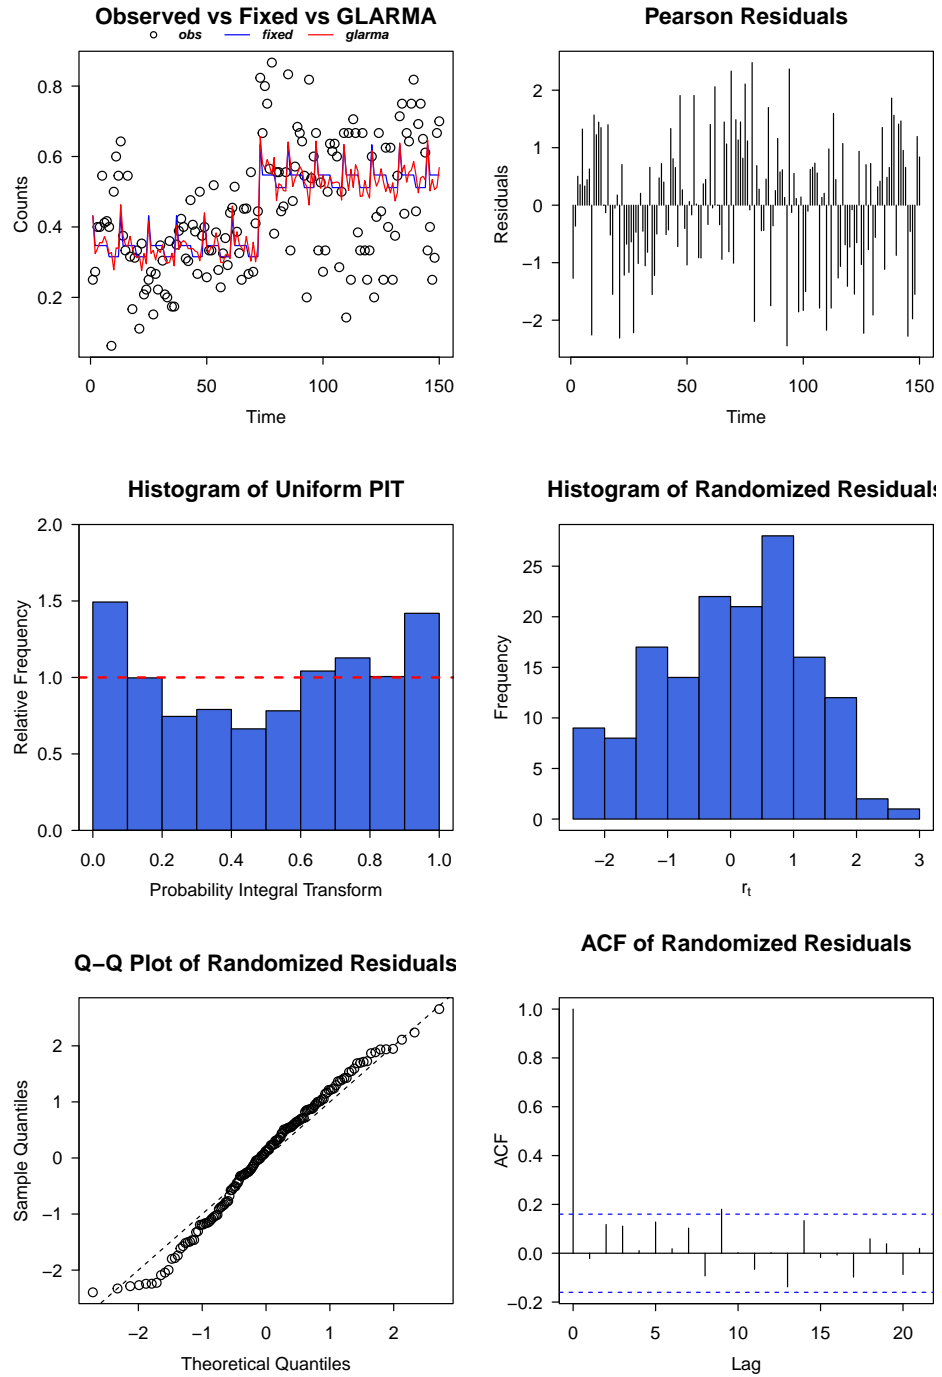 Observed vs Fixed vs GLARMA
obs fixed glarma
Counts
0.8
0.6
0.4
0.2
0 50 100 150
Time
Pearson Residuals
Residuals
2
1
0
−1
−2
0 50 100 150
Time
Histogram of Uniform PIT
Relative Frequency
2.0
1.5
1.0
0.5
0.0
0.0 0.2 0.4 0.6 0.8 1.0
Probability Integral Transform
Histogram of Randomized Residuals
Frequency
25
20
15
10
5
0
−2 −1 0 1 2 3
rt
Q−Q Plot of Randomized Residuals
Sample Quantiles
2
1
0
−1
−2
−2 −1 0 1 2
Theoretical Quantiles
ACF of Randomized Residuals
ACF
1.0
0.8
0.6
0.4
0.2
0.0
−0.2
0 5 10 15 20
Lag